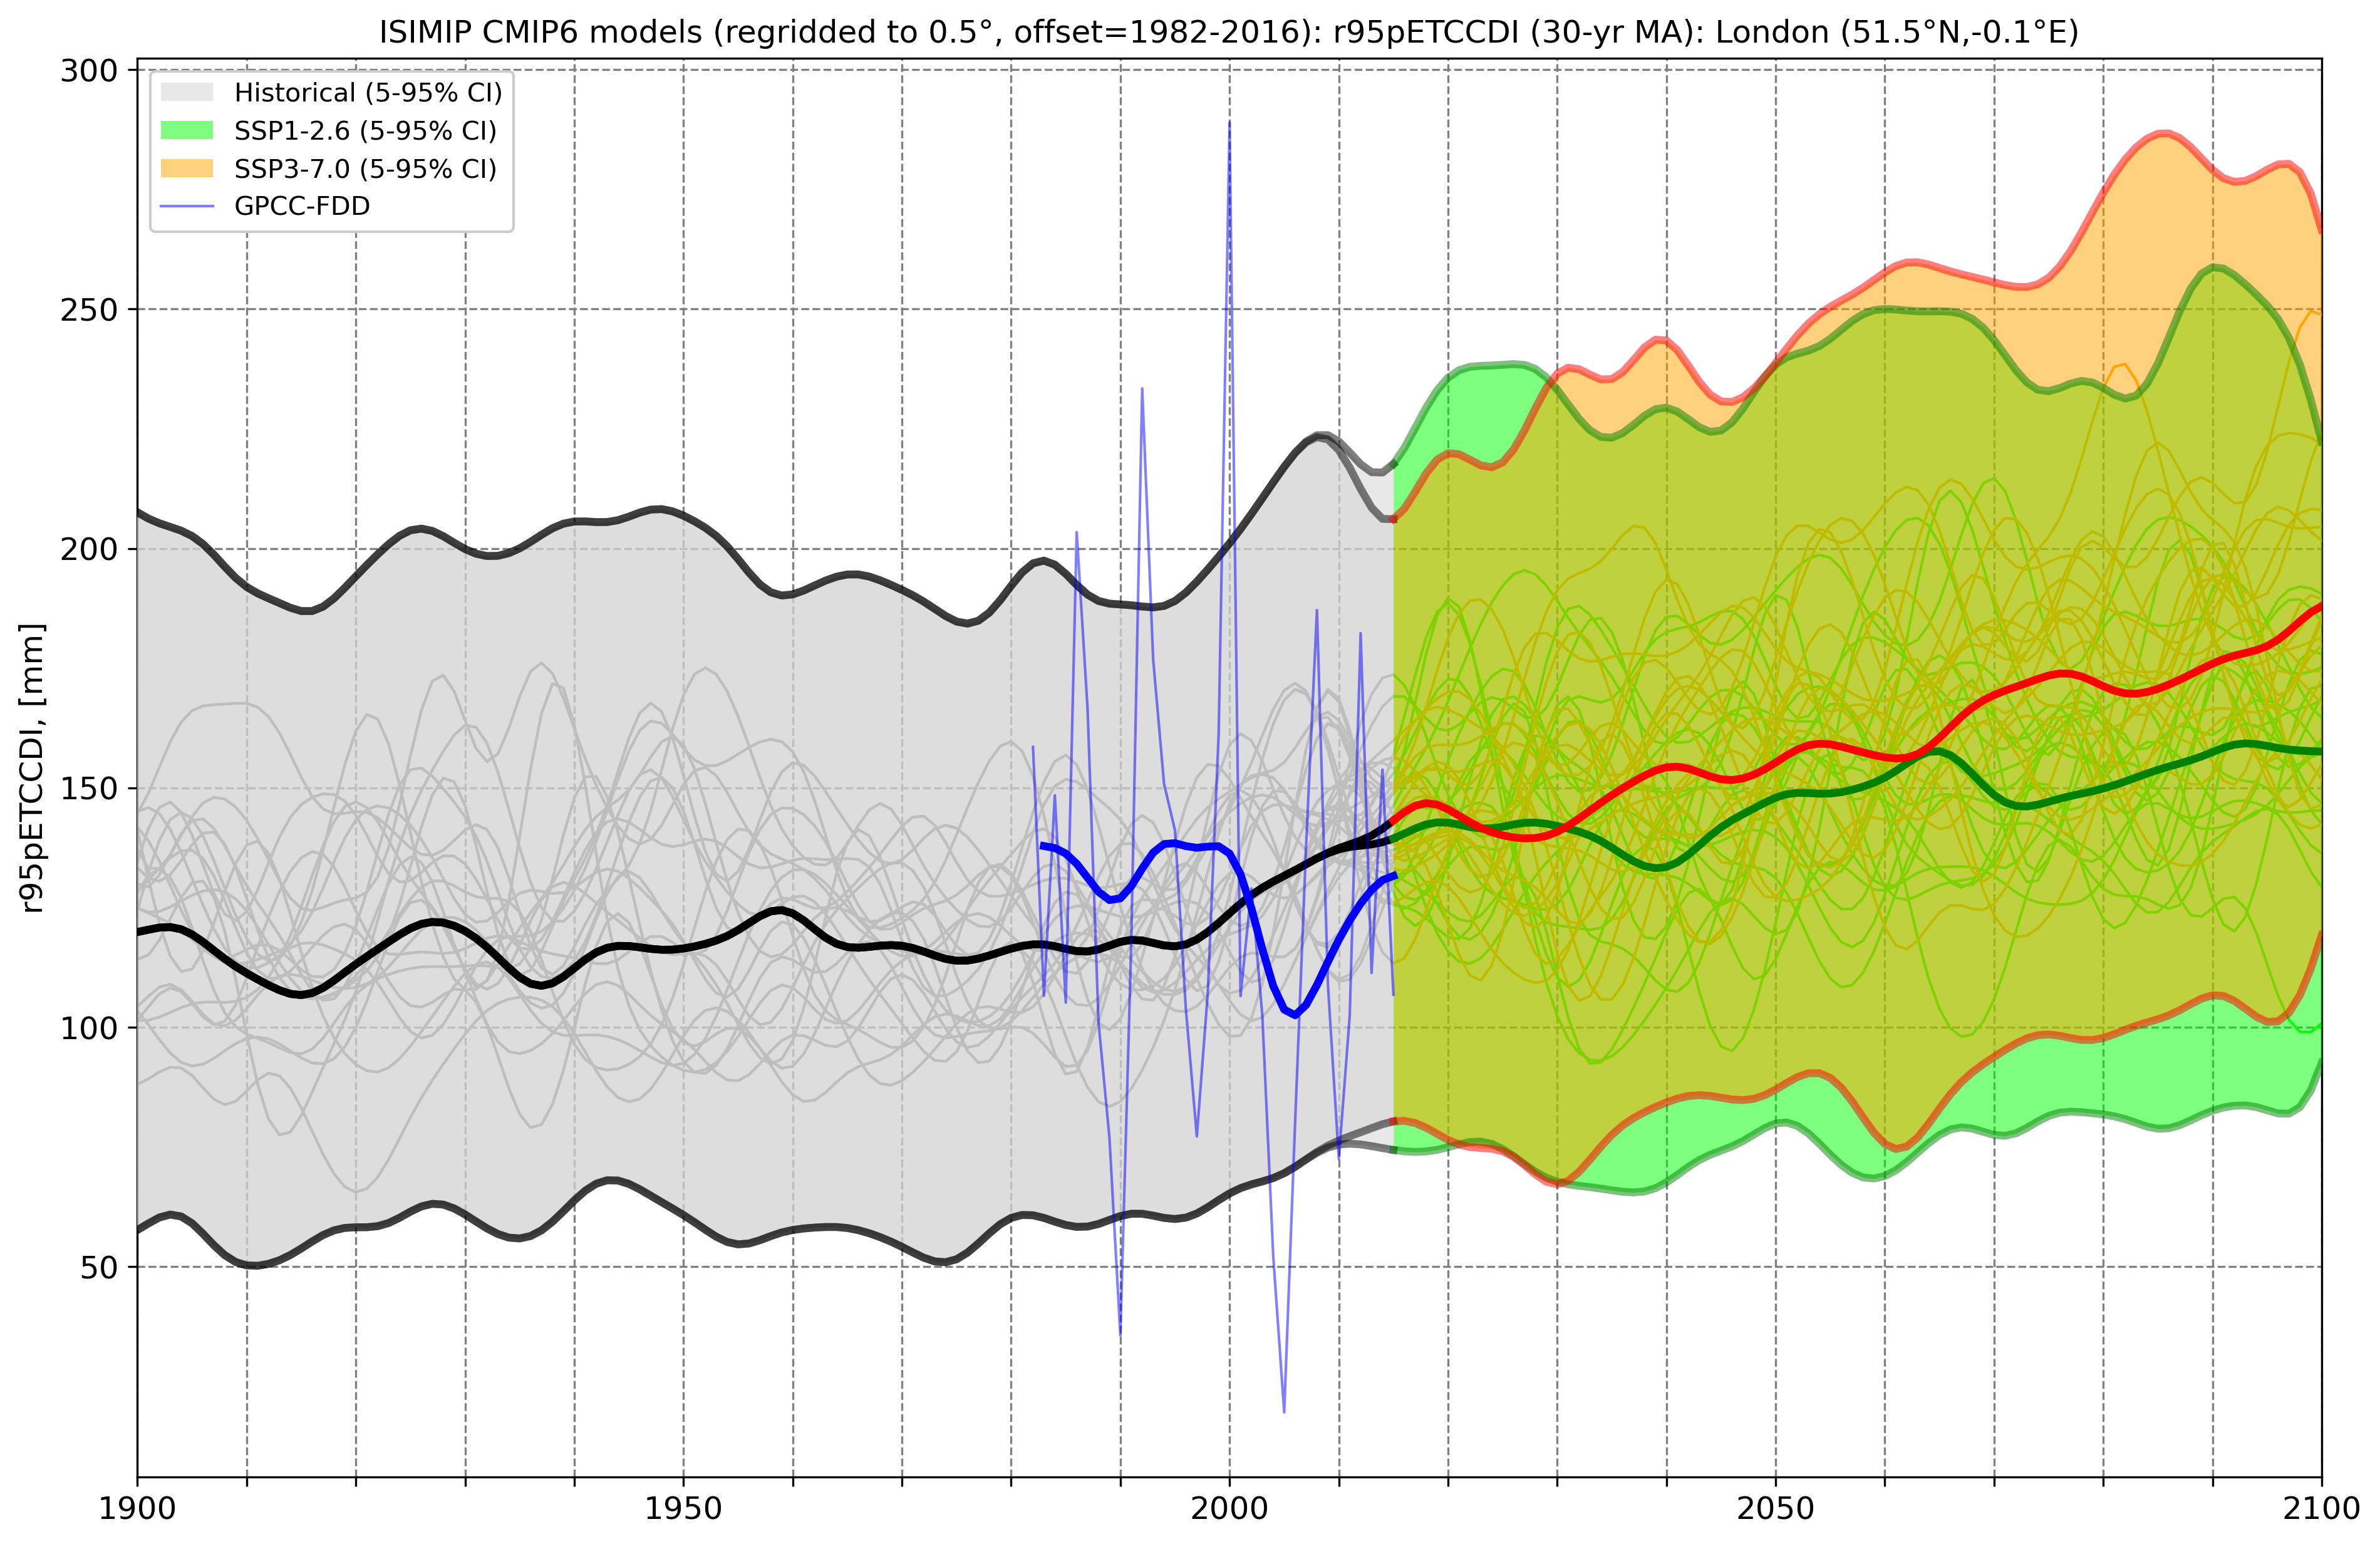 ISIMIP CMIP6 models (regridded to 0.5°, offset=1982-2016): r95pETCCDI (30-yr MA): London (51.5°N,-0.1°E)
Historical (5-95% CI)
SSP1-2.6 (5-95% CI)
SSP3-7.0 (5-95% CI)
GPCC-FDD
r95pETCCDI, [mm]
300
250
200
150
100
50
1900
1950
2000
2050
2100